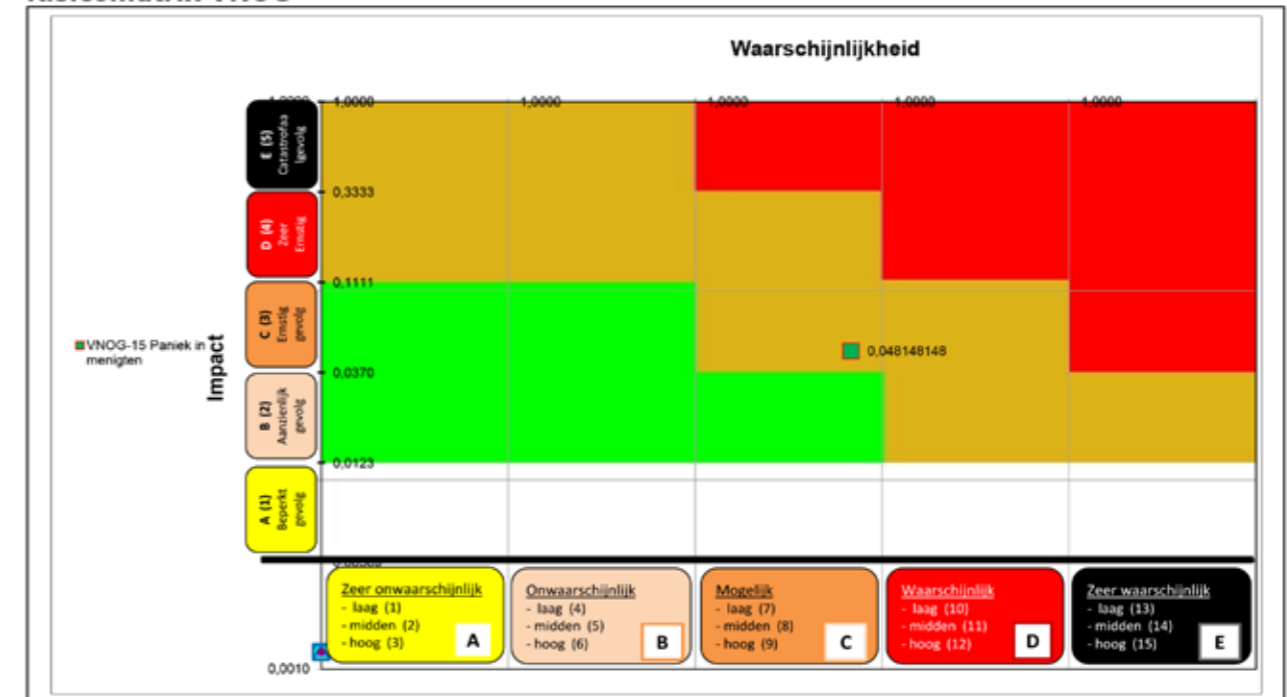 Waarschijnlijkheid
1,0000
1,0000
1,0000
1,0000
1,0000
E (5)
Catastrofaa
lgevolg
0,3333
D (4)
Zeer
Ernstig
0,1111
C (3)
Ernstig
gevolg
VNOG-15 Paniek in
menigten
Impact
0,048148148
0,0370
B (2)
Aanzienlijk
gevolg
0,0123
A (1)
Beperkt
gevolg
Zeer onwaarschijnlijk
- laag (1)
- midden (2)
- hoog (3)
A
Onwaarschijnlijk
- laag (4)
- midden (5)
- hoog (6)
B
Mogelijk
- laag (7)
- midden (8)
- hoog (9)
C
Waarschijnlijk
- laag (10)
- midden (11)
- hoog (12)
D
Zeer waarschijnlijk
- laag (13)
- midden (14)
- hoog (15)
E
0,0010